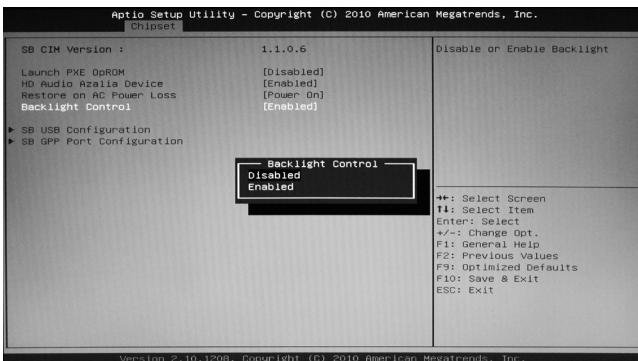 Aptio Setup Utility – Copyright (C) 2010 American Megatrends, Inc.
Chipset
SB CIM Version : 1.1.0.6
Launch PXE OpROM [Disabled]
HD Audio Azalia Device [Enabled]
Restore on AC Power Loss [Power On]
Backlight Control [Enabled]
▶ SB USB Configuration
▶ SB GPP Port Configuration
Backlight Control
Disabled
Enabled
Disable or Enable Backlight
→←: Select Screen
↑↓: Select Item
Enter: Select
+/-: Change Opt.
F1: General Help
F2: Previous Values
F9: Optimized Defaults
F10: Save & Exit
ESC: Exit
Version 2.10.1208. Copyright (C) 2010 American Megatrends, Inc.